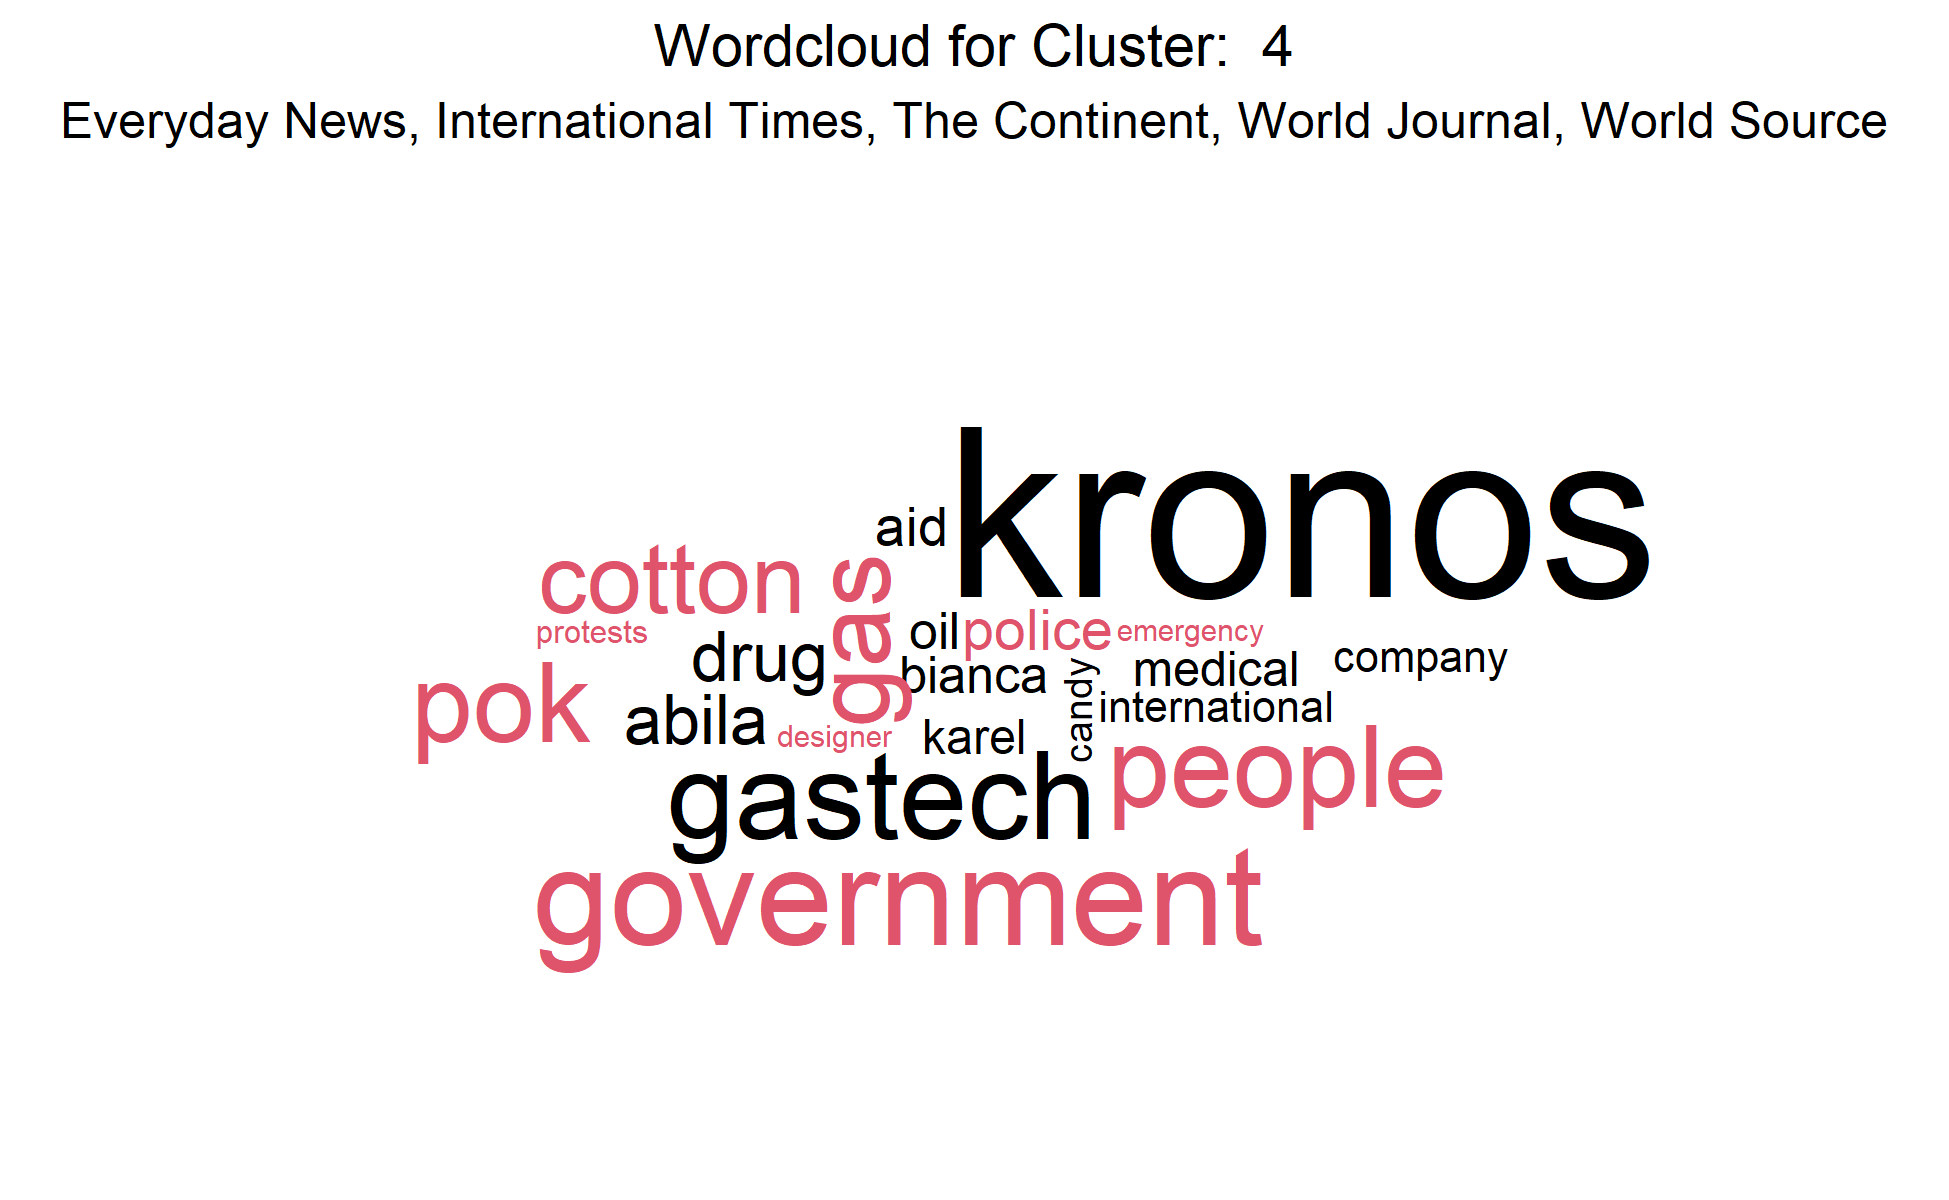 Wordcloud for Cluster:  4
Everyday News, International Times, The Continent, World Journal, World Source
kronos
aid
cotton
gas
oil
police
emergency
protests
drug
bianca
candy
medical
company
pok
abila
designer
karel
international
people
gastech
government